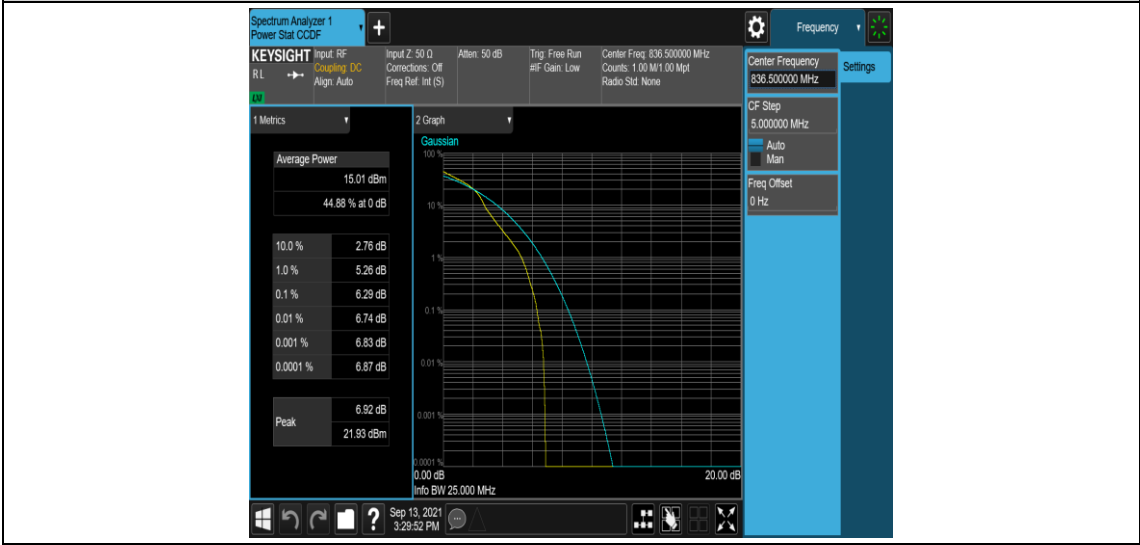 Spectrum Analyzer 1
Power Stat CCDF
+
Frequency
KEYSIGHT
Input: RF
Coupling: DC
Align: Auto
RL
LM
Input Z: 50 Ω
Corrections: Off
Freq Ref: Int (S)
Atten: 50 dB
Trig: Free Run
#IF Gain: Low
Center Freq: 836.500000 MHz
Counts: 1.00 M/1.00 Mpt
Radio Std: None
Center Frequency
836.500000 MHz
Settings
CF Step
5.000000 MHz
Auto
Man
Freq Offset
0 Hz
1 Metrics
Average Power
15.01 dBm
44.88 % at 0 dB
10.0 % 2.76 dB
1.0 % 5.26 dB
0.1 % 6.29 dB
0.01 % 6.74 dB
0.001 % 6.83 dB
0.0001 % 6.87 dB
Peak
6.92 dB
21.93 dBm
2 Graph
Gaussian
100 %
10 %
1 %
0.1 %
0.01 %
0.001 %
0.0001 %
0.00 dB 20.00 dB
Info BW 25.000 MHz
?
Sep 13, 2021
3:29:52 PM